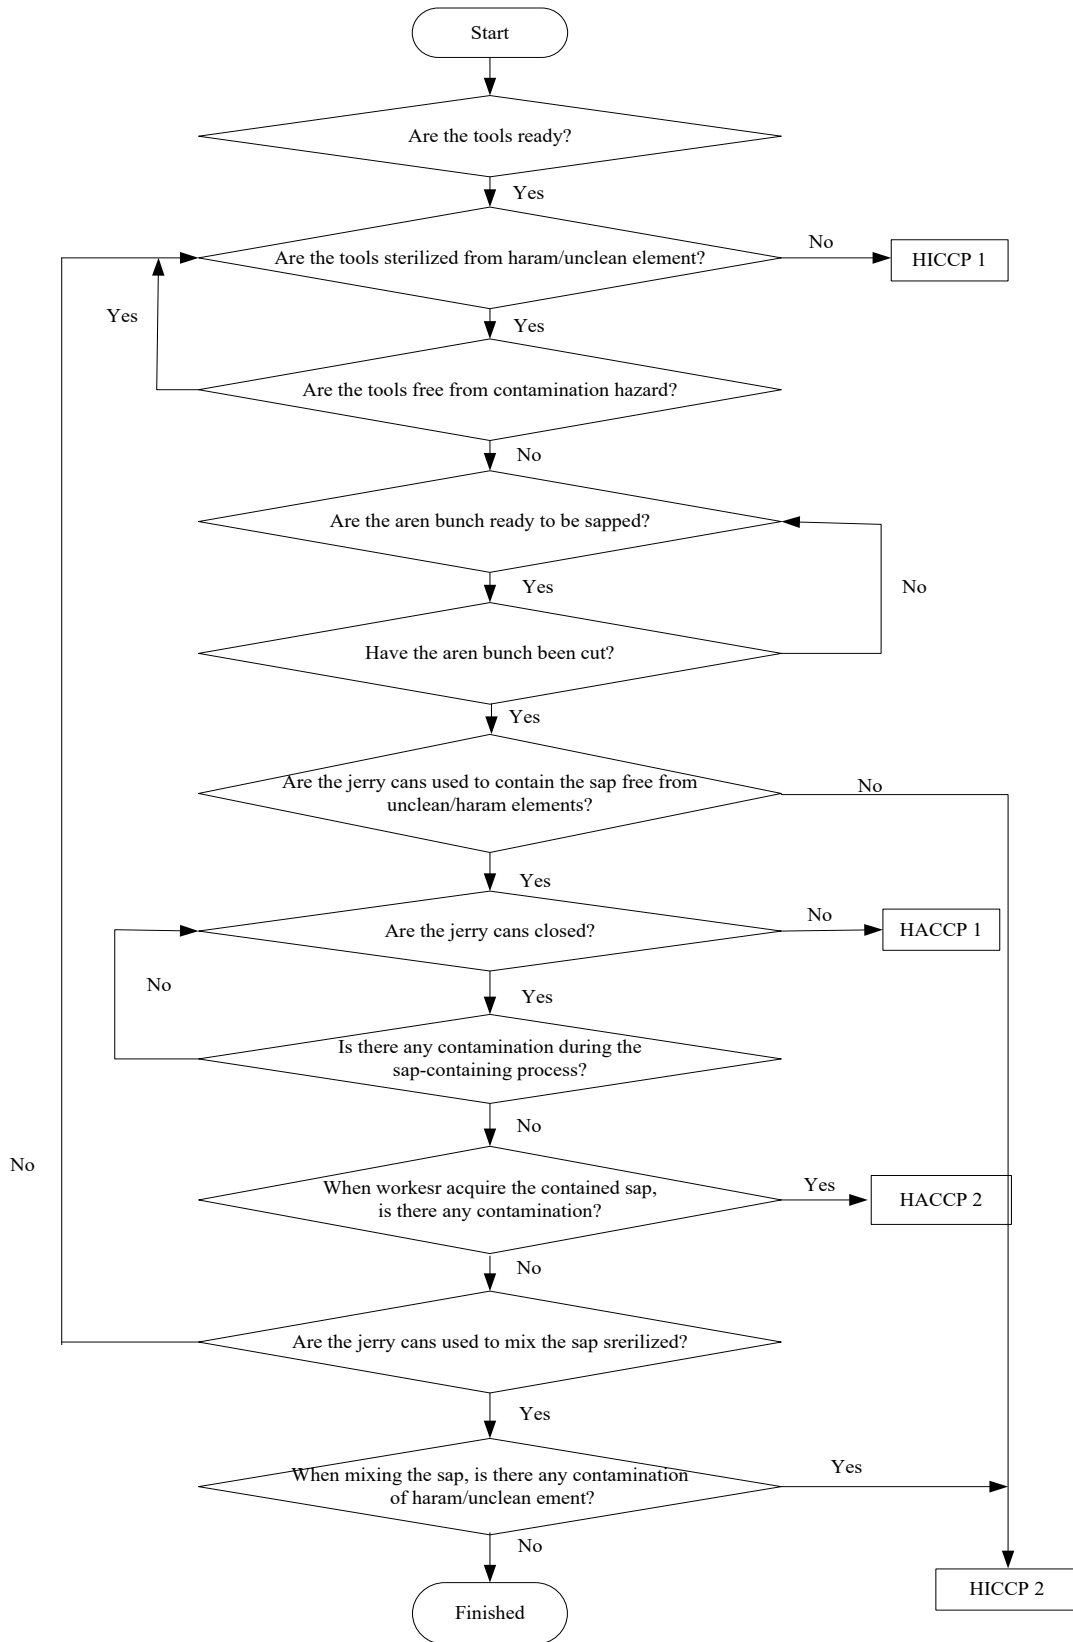 Start
Are the tools ready?
Yes
Are the tools sterilized from haram/unclean element?
No
HICCP 1
Yes
Yes
Are the tools free from contamination hazard?
No
Are the aren bunch ready to be sapped?
Yes
No
Have the aren bunch been cut?
Yes
Are the jerry cans used to contain the sap free from
unclean/haram elements?
No
Yes
Are the jerry cans closed?
No
HACCP 1
No
Yes
Is there any contamination during the
sap-containing process?
No
No
When workesr acquire the contained sap,
is there any contamination?
Yes
HACCP 2
No
Are the jerry cans used to mix the sap srerilized?
Yes
When mixing the sap, is there any contamination
of haram/unclean ement?
Yes
No
HICCP 2
Finished